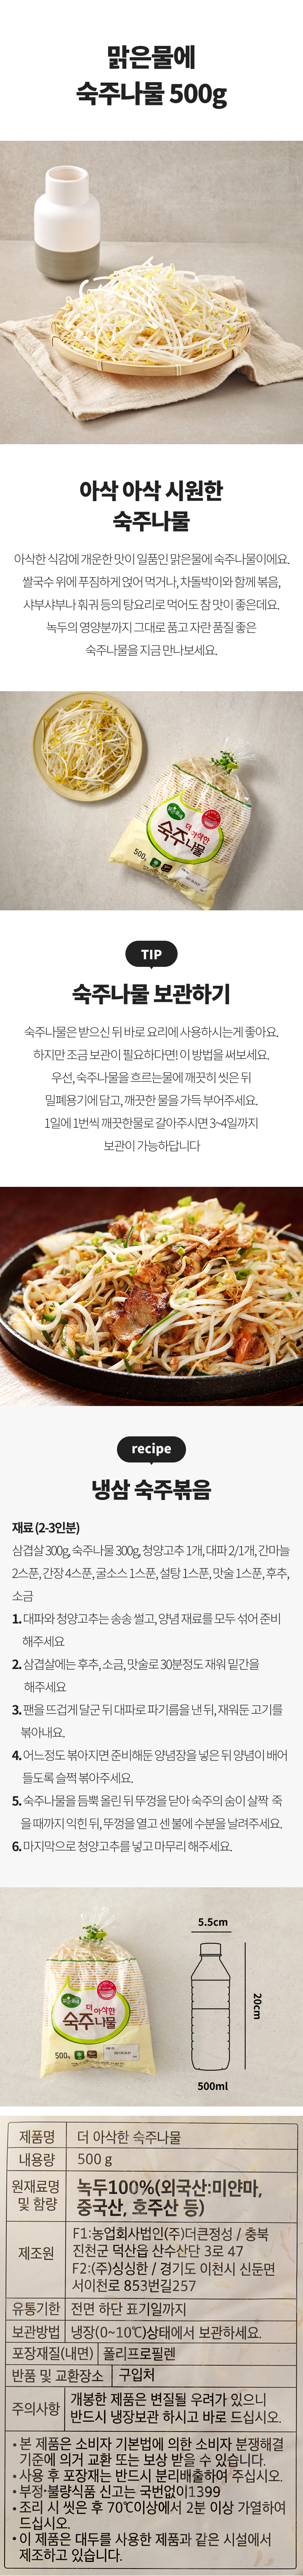 맑은물에
숙주나물 500g
아삭 아삭 시원한
숙주나물
아삭한 식감에 개운한 맛이 일품인 맑은물에 숙주나물이에요.
쌀국수 위에 푸짐하게 얹어 먹거나, 차돌박이와 함께 볶음,
샤부샤부나 훠궈 등의 탕요리로 먹어도 참 맛이 좋은데요.
녹두의 영양분까지 그대로 품고 자란 품질 좋은
숙주나물을 지금 만나보세요.
더 아삭한
숙주나물
500g
TIP
숙주나물 보관하기
숙주나물은 받으신 뒤 바로 요리에 사용하시는게 좋아요.
하지만 조금 보관이 필요하다면! 이 방법을 써보세요.
우선, 숙주나물을 흐르는물에 깨끗히 씻은 뒤
밀폐용기에 담고, 깨끗한 물을 가득 부어주세요.
1일에 1번씩 깨끗한물로 갈아주시면 3~4일까지
보관이 가능하답니다
recipe
냉삼 숙주볶음
재료 (2-3인분)
삼겹살 300g, 숙주나물 300g, 청양고추 1개, 대파 2/1개, 간마늘
2스푼, 간장 4스푼, 굴소스 1스푼, 설탕 1스푼, 맛술 1스푼, 후추,
소금
1. 대파와 청양고추는 송송 썰고, 양념 재료를 모두 섞어 준비
해주세요
2. 삼겹살에는 후추, 소금, 맛술로 30분정도 재워 밑간을
해주세요
3. 팬을 뜨겁게 달군 뒤 대파로 파기름을 낸 뒤, 재워둔 고기를
볶아내요.
4. 어느정도 볶아지면 준비해둔 양념장을 넣은 뒤 양념이 배어
들도록 슬쩍 볶아주세요.
5. 숙주나물을 듬뿍 올린 뒤 뚜껑을 닫아 숙주의 숨이 살짝 죽
을 때까지 익힌 뒤, 뚜껑을 열고 센 불에 수분을 날려주세요.
6. 마지막으로 청양고추를 넣고 마무리 해주세요.
더 아삭한
숙주나물
500g
5.5cm
20cm
500ml
제품명 더 아삭한 숙주나물
내용량 500 g
원재료명 및 함량 녹두100%(외국산:미얀마,
중국산, 호주산 등)
제조원 F1:농업회사법인(주)더큰정성 / 충북
진천군 덕산읍 산수산단 3로 47
F2:(주)싱싱한 / 경기도 이천시 신둔면
서이천로 853번길257
유통기한 전면 하단 표기일까지
보관방법 냉장(0~10℃)상태에서 보관하세요.
포장재질(내면) 폴리프로필렌
반품 및 교환장소 구입처
주의사항 개봉한 제품은 변질될 우려가 있으니
반드시 냉장보관 하시고 바로 드십시오.
• 본 제품은 소비자 기본법에 의한 소비자 분쟁해결
기준에 의거 교환 또는 보상 받을 수 있습니다.
• 사용 후 포장재는 반드시 분리배출하여 주십시오.
• 부정·불량식품 신고는 국번없이1399
• 조리 시 씻은 후 70℃이상에서 2분 이상 가열하여
드십시오.
• 이 제품은 대두를 사용한 제품과 같은 시설에서
제조하고 있습니다.